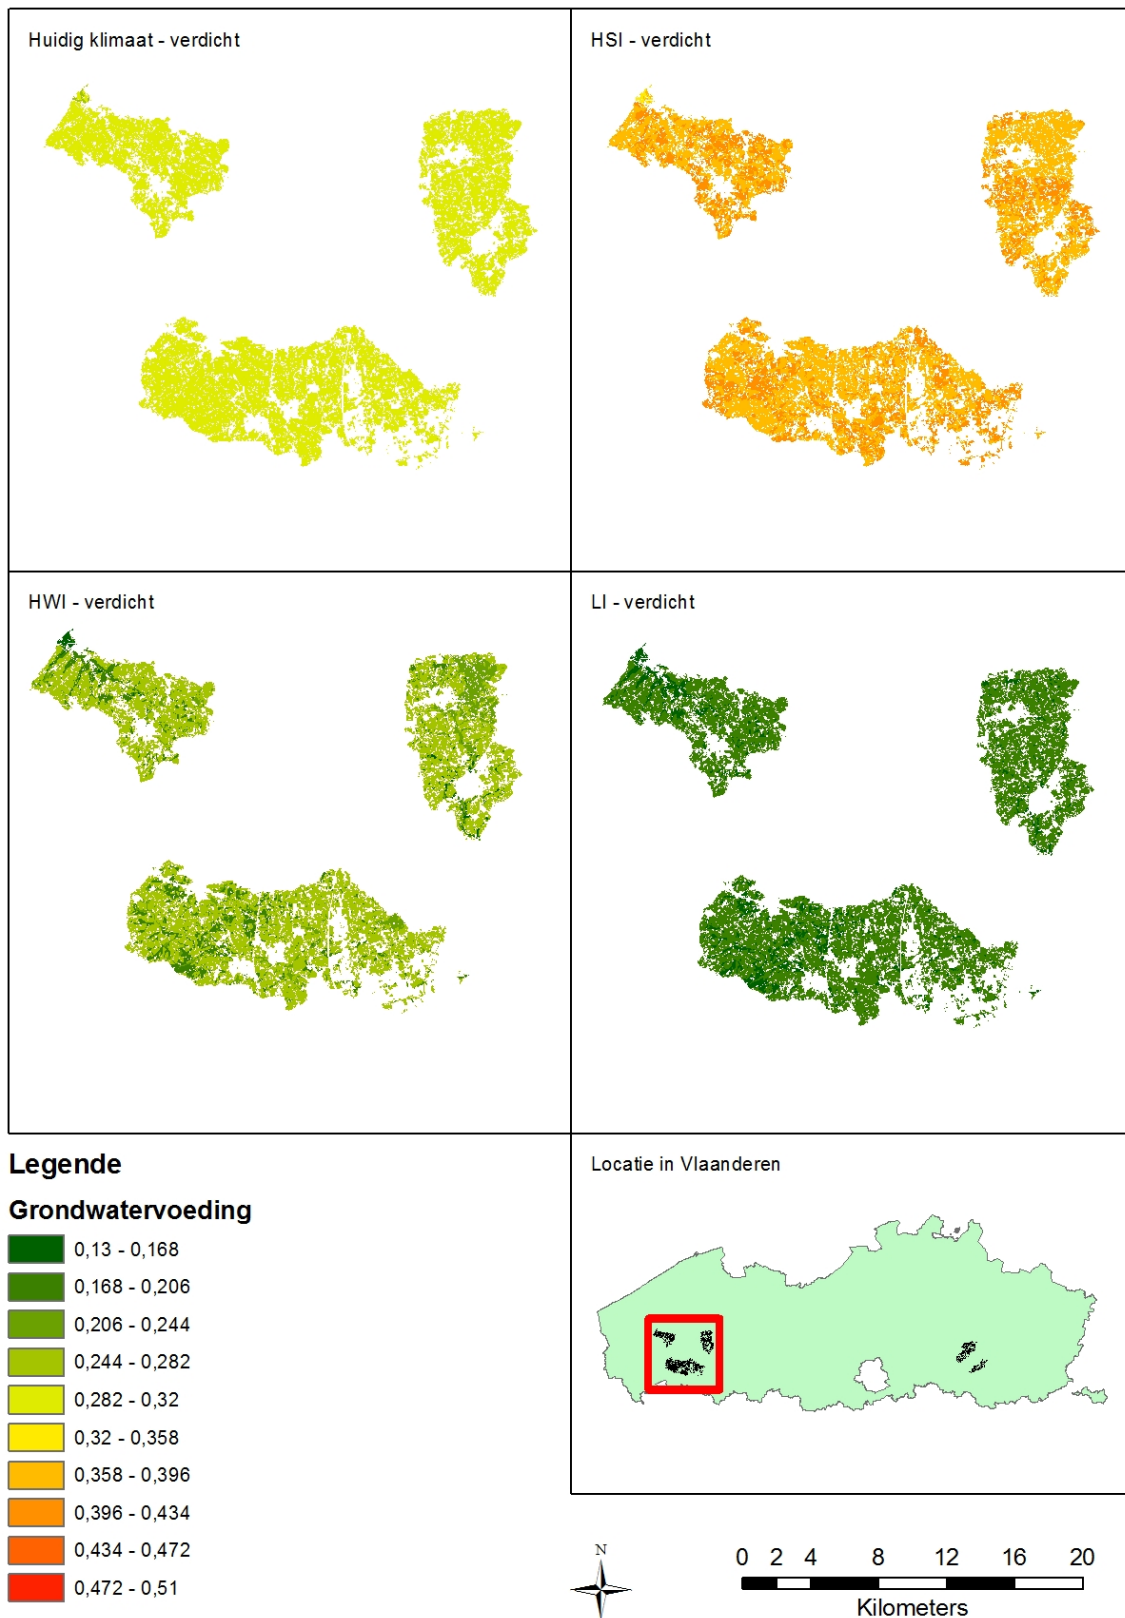 Huidig klimaat - verdicht
HSI - verdicht
HWI - verdicht
LI - verdicht
Legende
Grondwatervoeding
0,13 - 0,168
0,168 - 0,206
0,206 - 0,244
0,244 - 0,282
0,282 - 0,32
0,32 - 0,358
0,358 - 0,396
0,396 - 0,434
0,434 - 0,472
0,472 - 0,51
Locatie in Vlaanderen
N
0 2 4 8 12 16 20
Kilometers